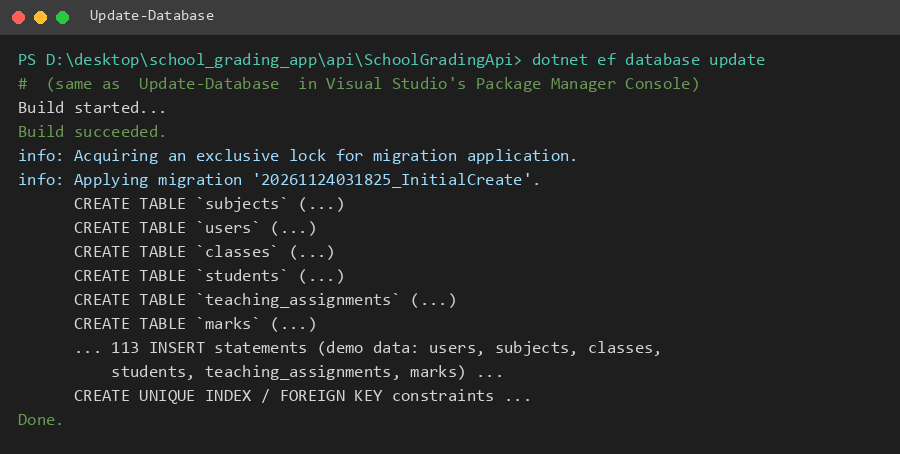 Update-Database
PS D:\desktop\school_grading_app\api\SchoolGradingApi> dotnet ef database update
#  (same as  Update-Database  in Visual Studio's Package Manager Console)
Build started...
Build succeeded.
info: Acquiring an exclusive lock for migration application.
info: Applying migration '20261124031825_InitialCreate'.
CREATE TABLE `subjects` (...)
CREATE TABLE `users` (...)
CREATE TABLE `classes` (...)
CREATE TABLE `students` (...)
CREATE TABLE `teaching_assignments` (...)
CREATE TABLE `marks` (...)
... 113 INSERT statements (demo data: users, subjects, classes,
students, teaching_assignments, marks) ...
CREATE UNIQUE INDEX / FOREIGN KEY constraints ...
Done.